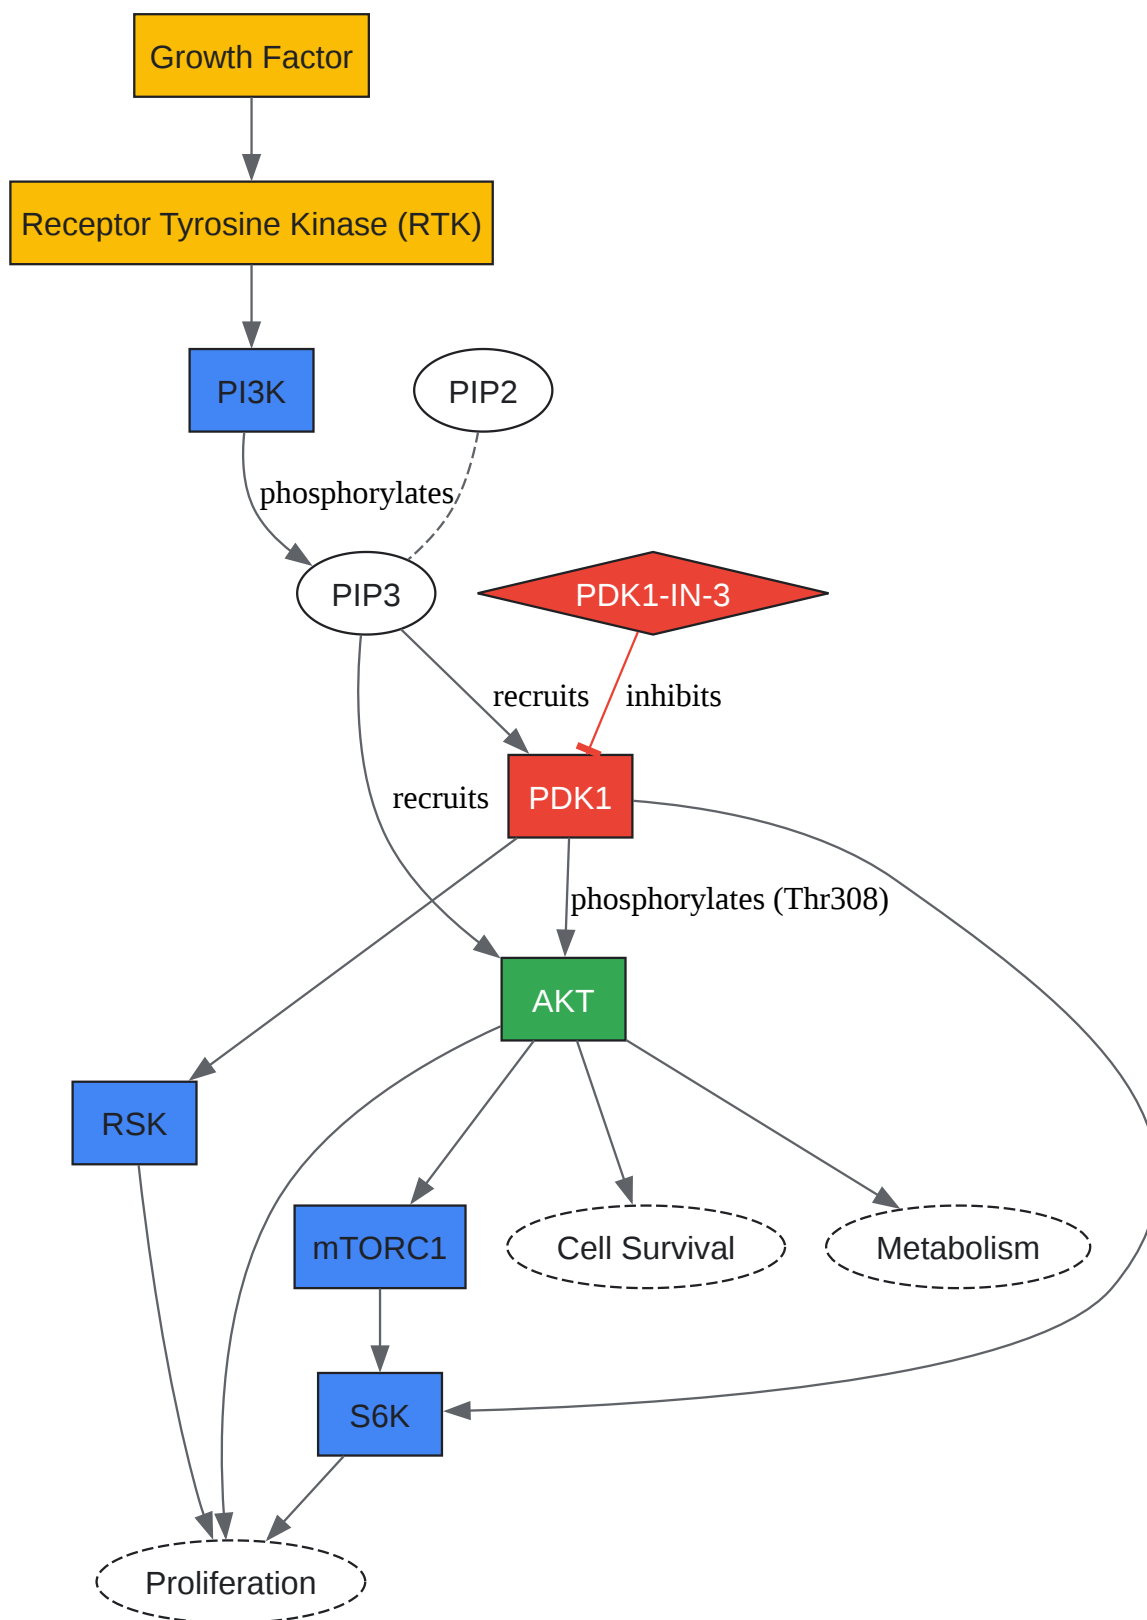 Growth Factor
Receptor Tyrosine Kinase (RTK)
PI3K
PIP2
phosphorylates
PIP3
PDK1-IN-3
recruits
inhibits
recruits
PDK1
phosphorylates (Thr308)
AKT
RSK
mTORC1
Cell Survival
Metabolism
S6K
Proliferation